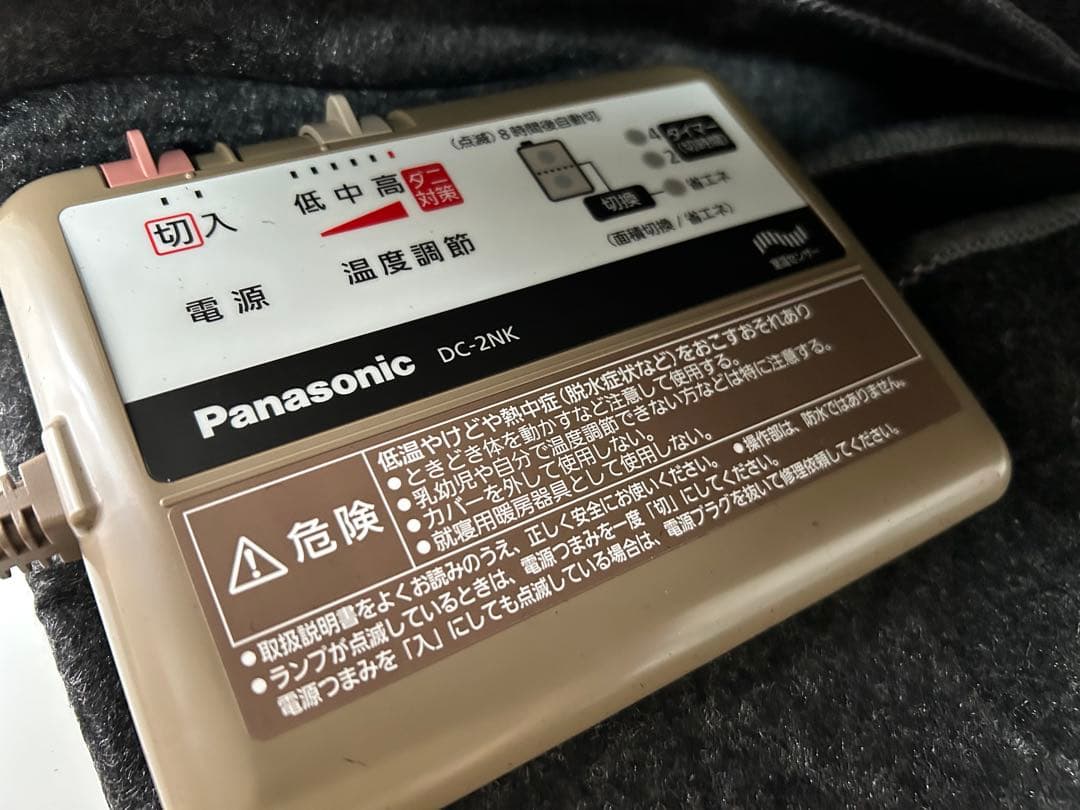 切 入
電源
低 中 高 ダニ対策
温度調節
(点滅)8時間後自動切
4
2
タイマー
(切時間)
切換
省エネ
(面積切換/省エネ)
室温センサー
Panasonic DC-2NK
危険
低温やけどや熱中症(脱水症状など)をおこすおそれあり
●ときどき体を動かすなど注意して使用する。
●乳幼児や自分で温度調節できない方などは特に注意する。
●カバーを外して使用しない。
●就寝用暖房器具として使用しない。
●取扱説明書をよくお読みのうえ、正しく安全にお使いください。 ●操作部は、防水ではありません。
●ランプが点滅しているときは、電源つまみを一度「切」にしてください。
電源つまみを「入」にしても点滅している場合は、電源プラグを抜いて修理依頼してください。